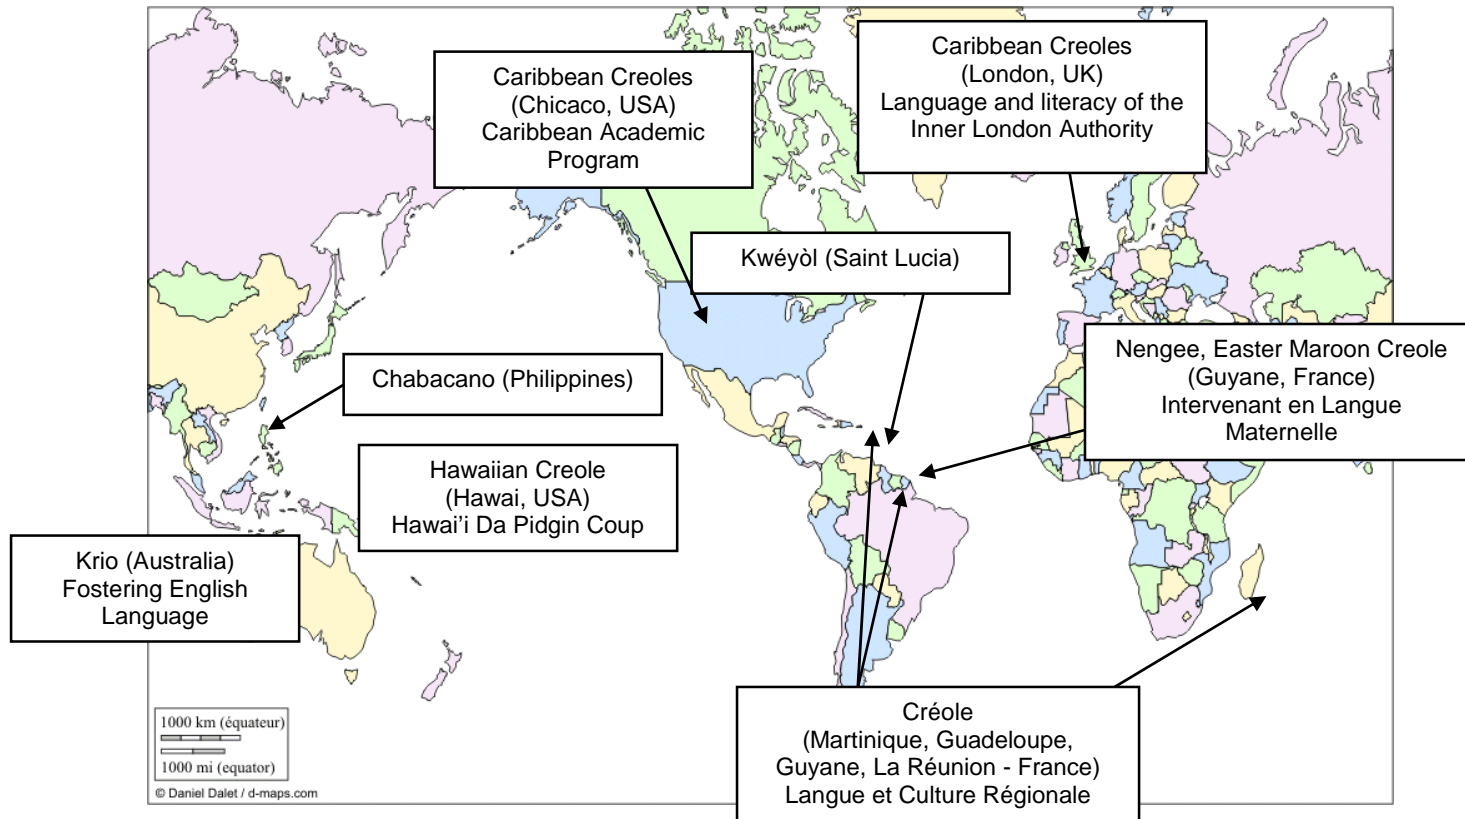 Caribbean Creoles
(London, UK)
Language and literacy of the
Inner London Authority
Caribbean Creoles
(Chicaco, USA)
Caribbean Academic
Program
Kwéyòl (Saint Lucia)
Nengee, Easter Maroon Creole
(Guyane, France)
Intervenant en Langue
Maternelle
Chabacano (Philippines)
Hawaiian Creole
(Hawai, USA)
Hawai’i Da Pidgin Coup
Krio (Australia)
Fostering English
Language
Créole
(Martinique, Guadeloupe,
Guyane, La Réunion - France)
Langue et Culture Régionale
1000 km (équateur)
1000 mi (equator)
© Daniel Dalet / d-maps.com